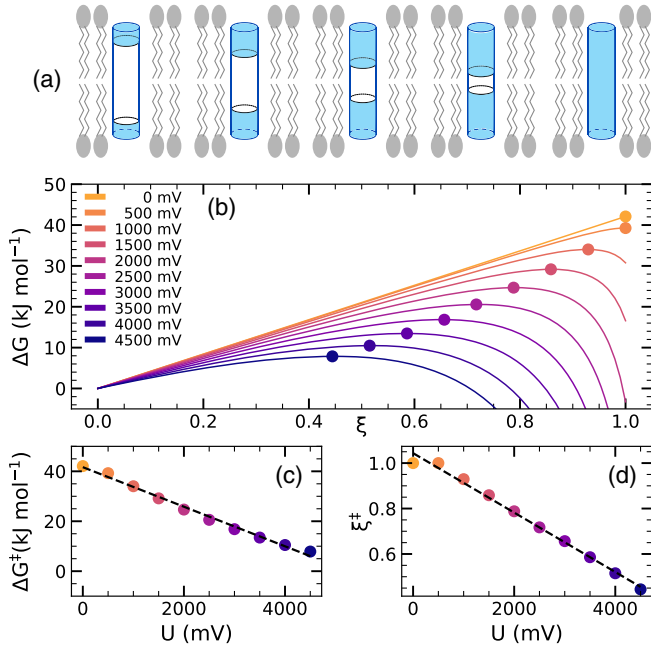 (a)
(b)
ΔG (kJ mol⁻¹)
50
40
30
20
10
0
0 mV
500 mV
1000 mV
1500 mV
2000 mV
2500 mV
3000 mV
3500 mV
4000 mV
4500 mV
0.0 0.2 0.4 0.6 0.8 1.0
ξ
(c)
ΔG‡(kJ mol⁻¹)
40
20
0
0 2000 4000
U (mV)
(d)
ξ‡
1.0
0.8
0.6
0 2000 4000
U (mV)